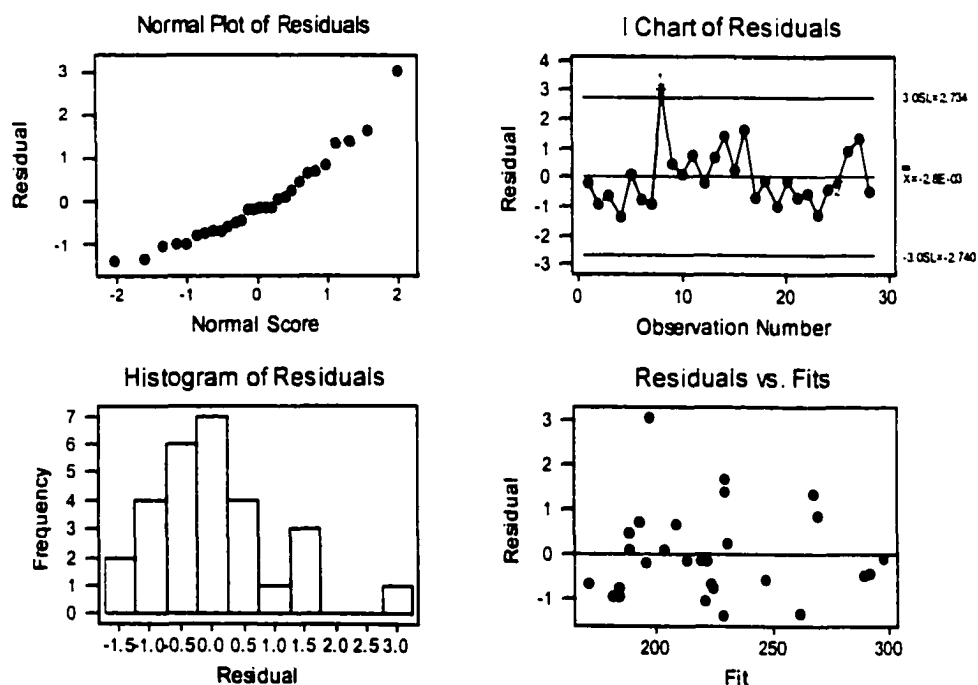 Normal Plot of Residuals
3
2
1
0
-1
Residual
-2
-1
0
1
2
Normal Score
I Chart of Residuals
4
3
2
1
0
-1
-2
-3
Residual
3.0SL=2.734
X=-2.8E-03
-3.0SL=-2.740
0
10
20
30
Observation Number
Histogram of Residuals
7
6
5
4
3
2
1
0
Frequency
-1.5 -1.0 -0.5 0.0 0.5 1.0 1.5 2.0 2.5 3.0
Residual
Residuals vs. Fits
3
2
1
0
-1
Residual
200
250
300
Fit